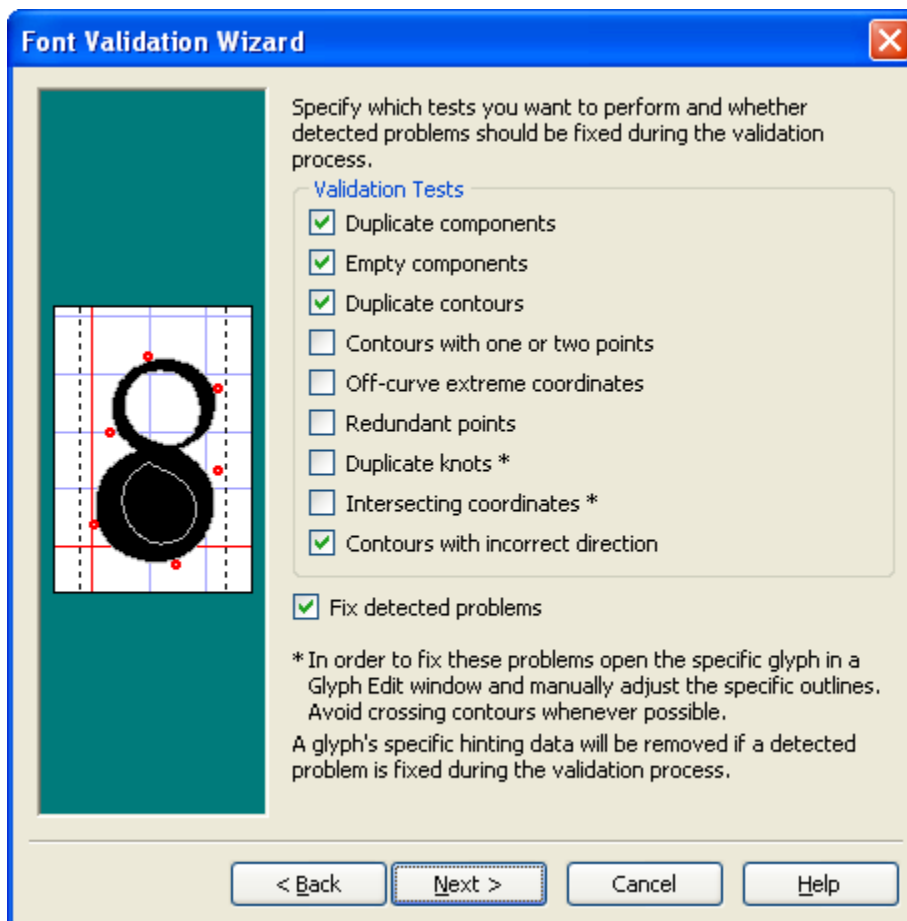 Font Validation Wizard
Specify which tests you want to perform and whether
detected problems should be fixed during the validation
process.
Validation Tests
Duplicate components
Empty components
Duplicate contours
Contours with one or two points
Off-curve extreme coordinates
Redundant points
Duplicate knots *
Intersecting coordinates *
Contours with incorrect direction
Fix detected problems
* In order to fix these problems open the specific glyph in a
Glyph Edit window and manually adjust the specific outlines.
Avoid crossing contours whenever possible.
A glyph's specific hinting data will be removed if a detected
problem is fixed during the validation process.
< Back Next > Cancel Help